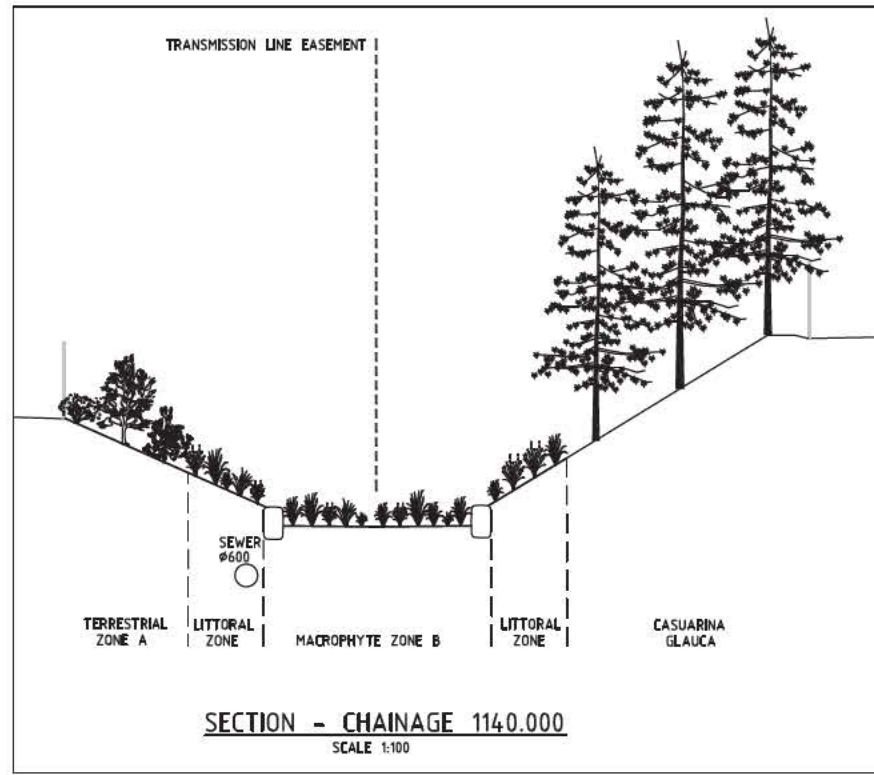 TRANSMISSION LINE EASEMENT
SEWER
ø600
TERRESTRIAL
ZONE A
LITTORAL
ZONE
MACROPHYTE ZONE B
LITTORAL
ZONE
CASUARINA
GLAUCA
SECTION - CHAINAGE 1140.000
SCALE 1:100